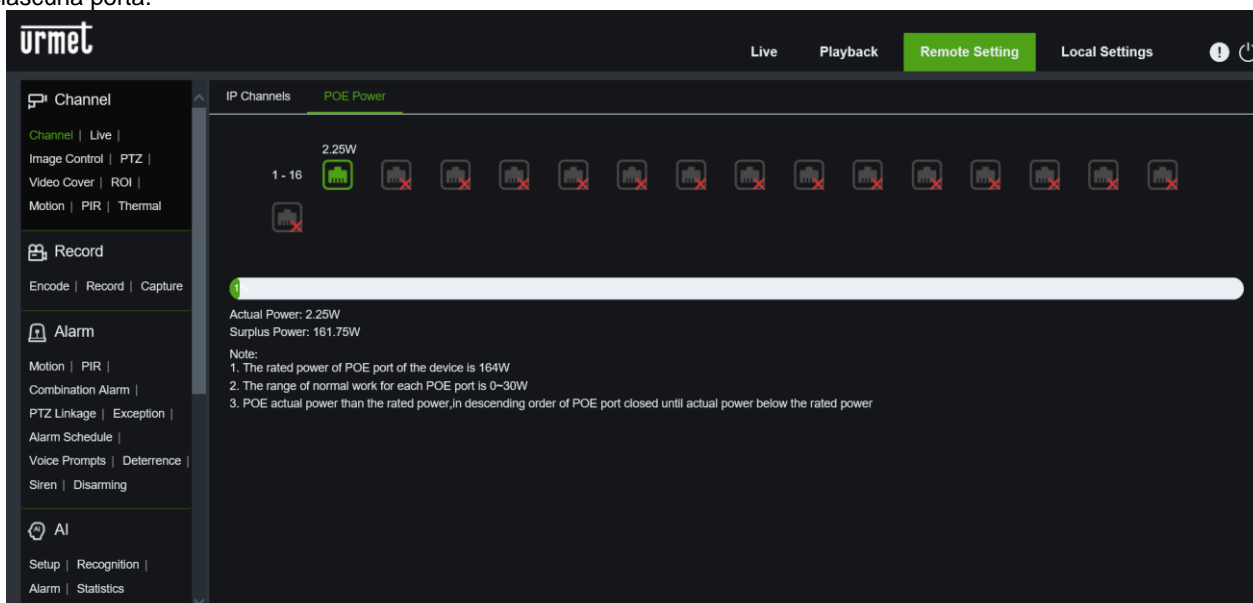 ciascuna porta.
urmet
Live Playback Remote Setting Local Settings
Channel
Channel | Live |
Image Control | PTZ |
Video Cover | ROI |
Motion | PIR | Thermal
Record
Encode | Record | Capture
Alarm
Motion | PIR |
Combination Alarm |
PTZ Linkage | Exception |
Alarm Schedule |
Voice Prompts | Deterrence |
Siren | Disarming
AI
Setup | Recognition |
Alarm | Statistics
IP Channels POE Power
2.25W
1 - 16
Actual Power: 2.25W
Surplus Power: 161.75W
Note:
1. The rated power of POE port of the device is 164W
2. The range of normal work for each POE port is 0~30W
3. POE actual power than the rated power,in descending order of POE port closed until actual power below the rated power